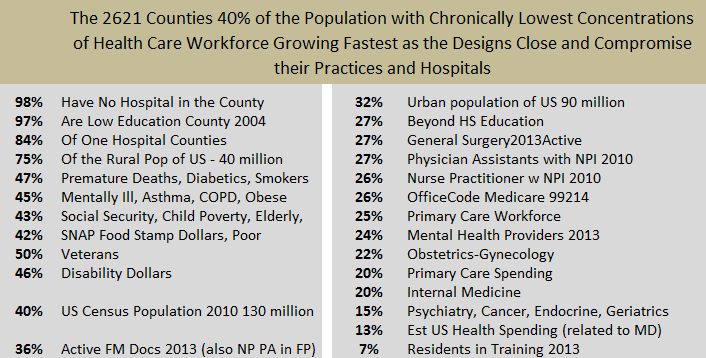 The 2621 Counties 40% of the Population with Chronically Lowest Concentrations
of Health Care Workforce Growing Fastest as the Designs Close and Compromise
their Practices and Hospitals
98% Have No Hospital in the County
97% Are Low Education County 2004
84% Of One Hospital Counties
75% Of the Rural Pop of US - 40 million
47% Premature Deaths, Diabetics, Smokers
45% Mentally Ill, Asthma, COPD, Obese
43% Social Security, Child Poverty, Elderly,
42% SNAP Food Stamp Dollars, Poor
50% Veterans
46% Disability Dollars
40% US Census Population 2010 130 million
36% Active FM Docs 2013 (also NP PA in FP)
32% Urban population of US 90 million
27% Beyond HS Education
27% General Surgery2013Active
27% Physician Assistants with NPI 2010
26% Nurse Practitioner w NPI 2010
26% OfficeCode Medicare 99214
25% Primary Care Workforce
24% Mental Health Providers 2013
22% Obstetrics-Gynecology
20% Primary Care Spending
20% Internal Medicine
15% Psychiatry, Cancer, Endocrine, Geriatrics
13% Est US Health Spending (related to MD)
7% Residents in Training 2013